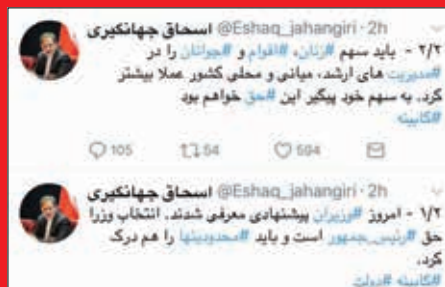 اسحاق جهانگیری @Eshaq_jahangiri · 2h
۲/۲ - باید سهم #زنان، #اقوام و #جوانان را در
#مدیریت های ارشد، میانی و محلی کشور عملا بیشتر
کرد. به سهم خود پیگیر این #حق خواهم بود
#کابینه
105 54 594
اسحاق جهانگیری @Eshaq_jahangiri · 2h
۱/۲ - امروز #وزیران پیشنهادی معرفی شدند. انتخاب وزرا
حق #رئیس_جمهور است و باید #محدودیتها را هم درک
کرد.
#کابینه #دولت